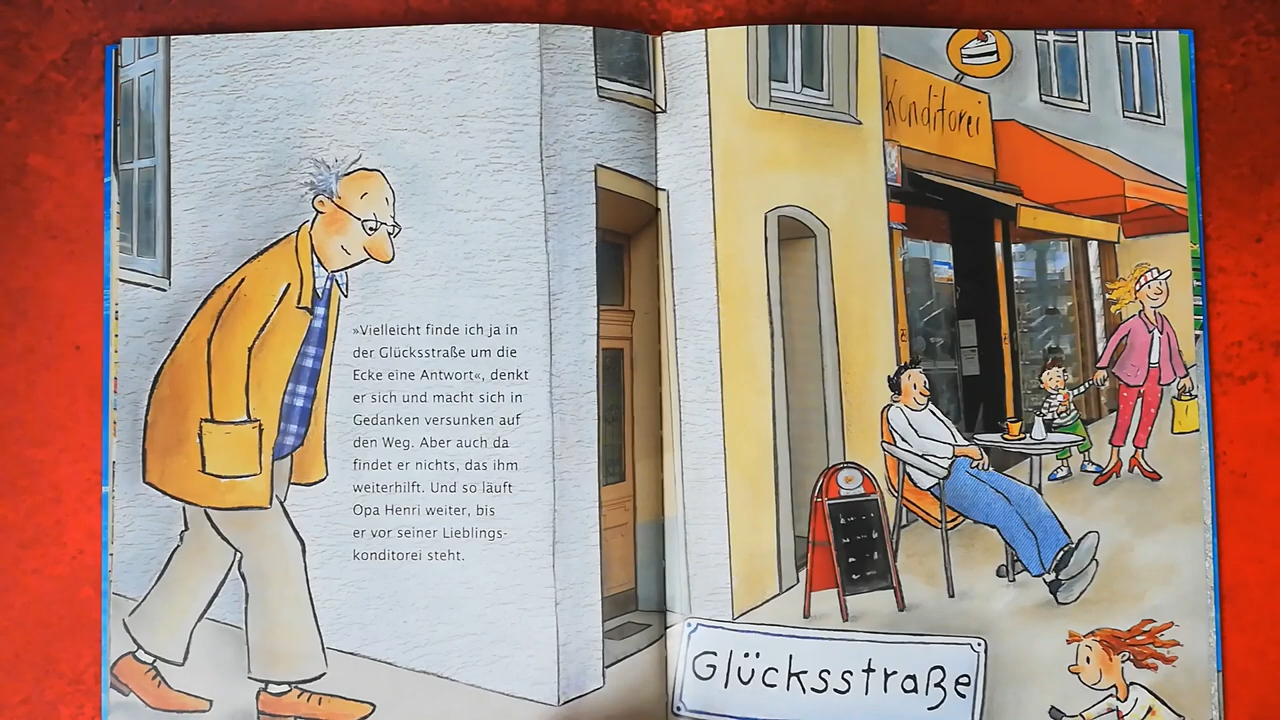 »Vielleicht finde ich ja in
der Glücksstraße um die
Ecke eine Antwort«, denkt
er sich und macht sich in
Gedanken versunken auf
den Weg. Aber auch da
findet er nichts, das ihm
weiterhilft. Und so läuft
Opa Henri weiter, bis
er vor seiner Lieblings-
konditorei steht.
Konditorei
Glücksstraße